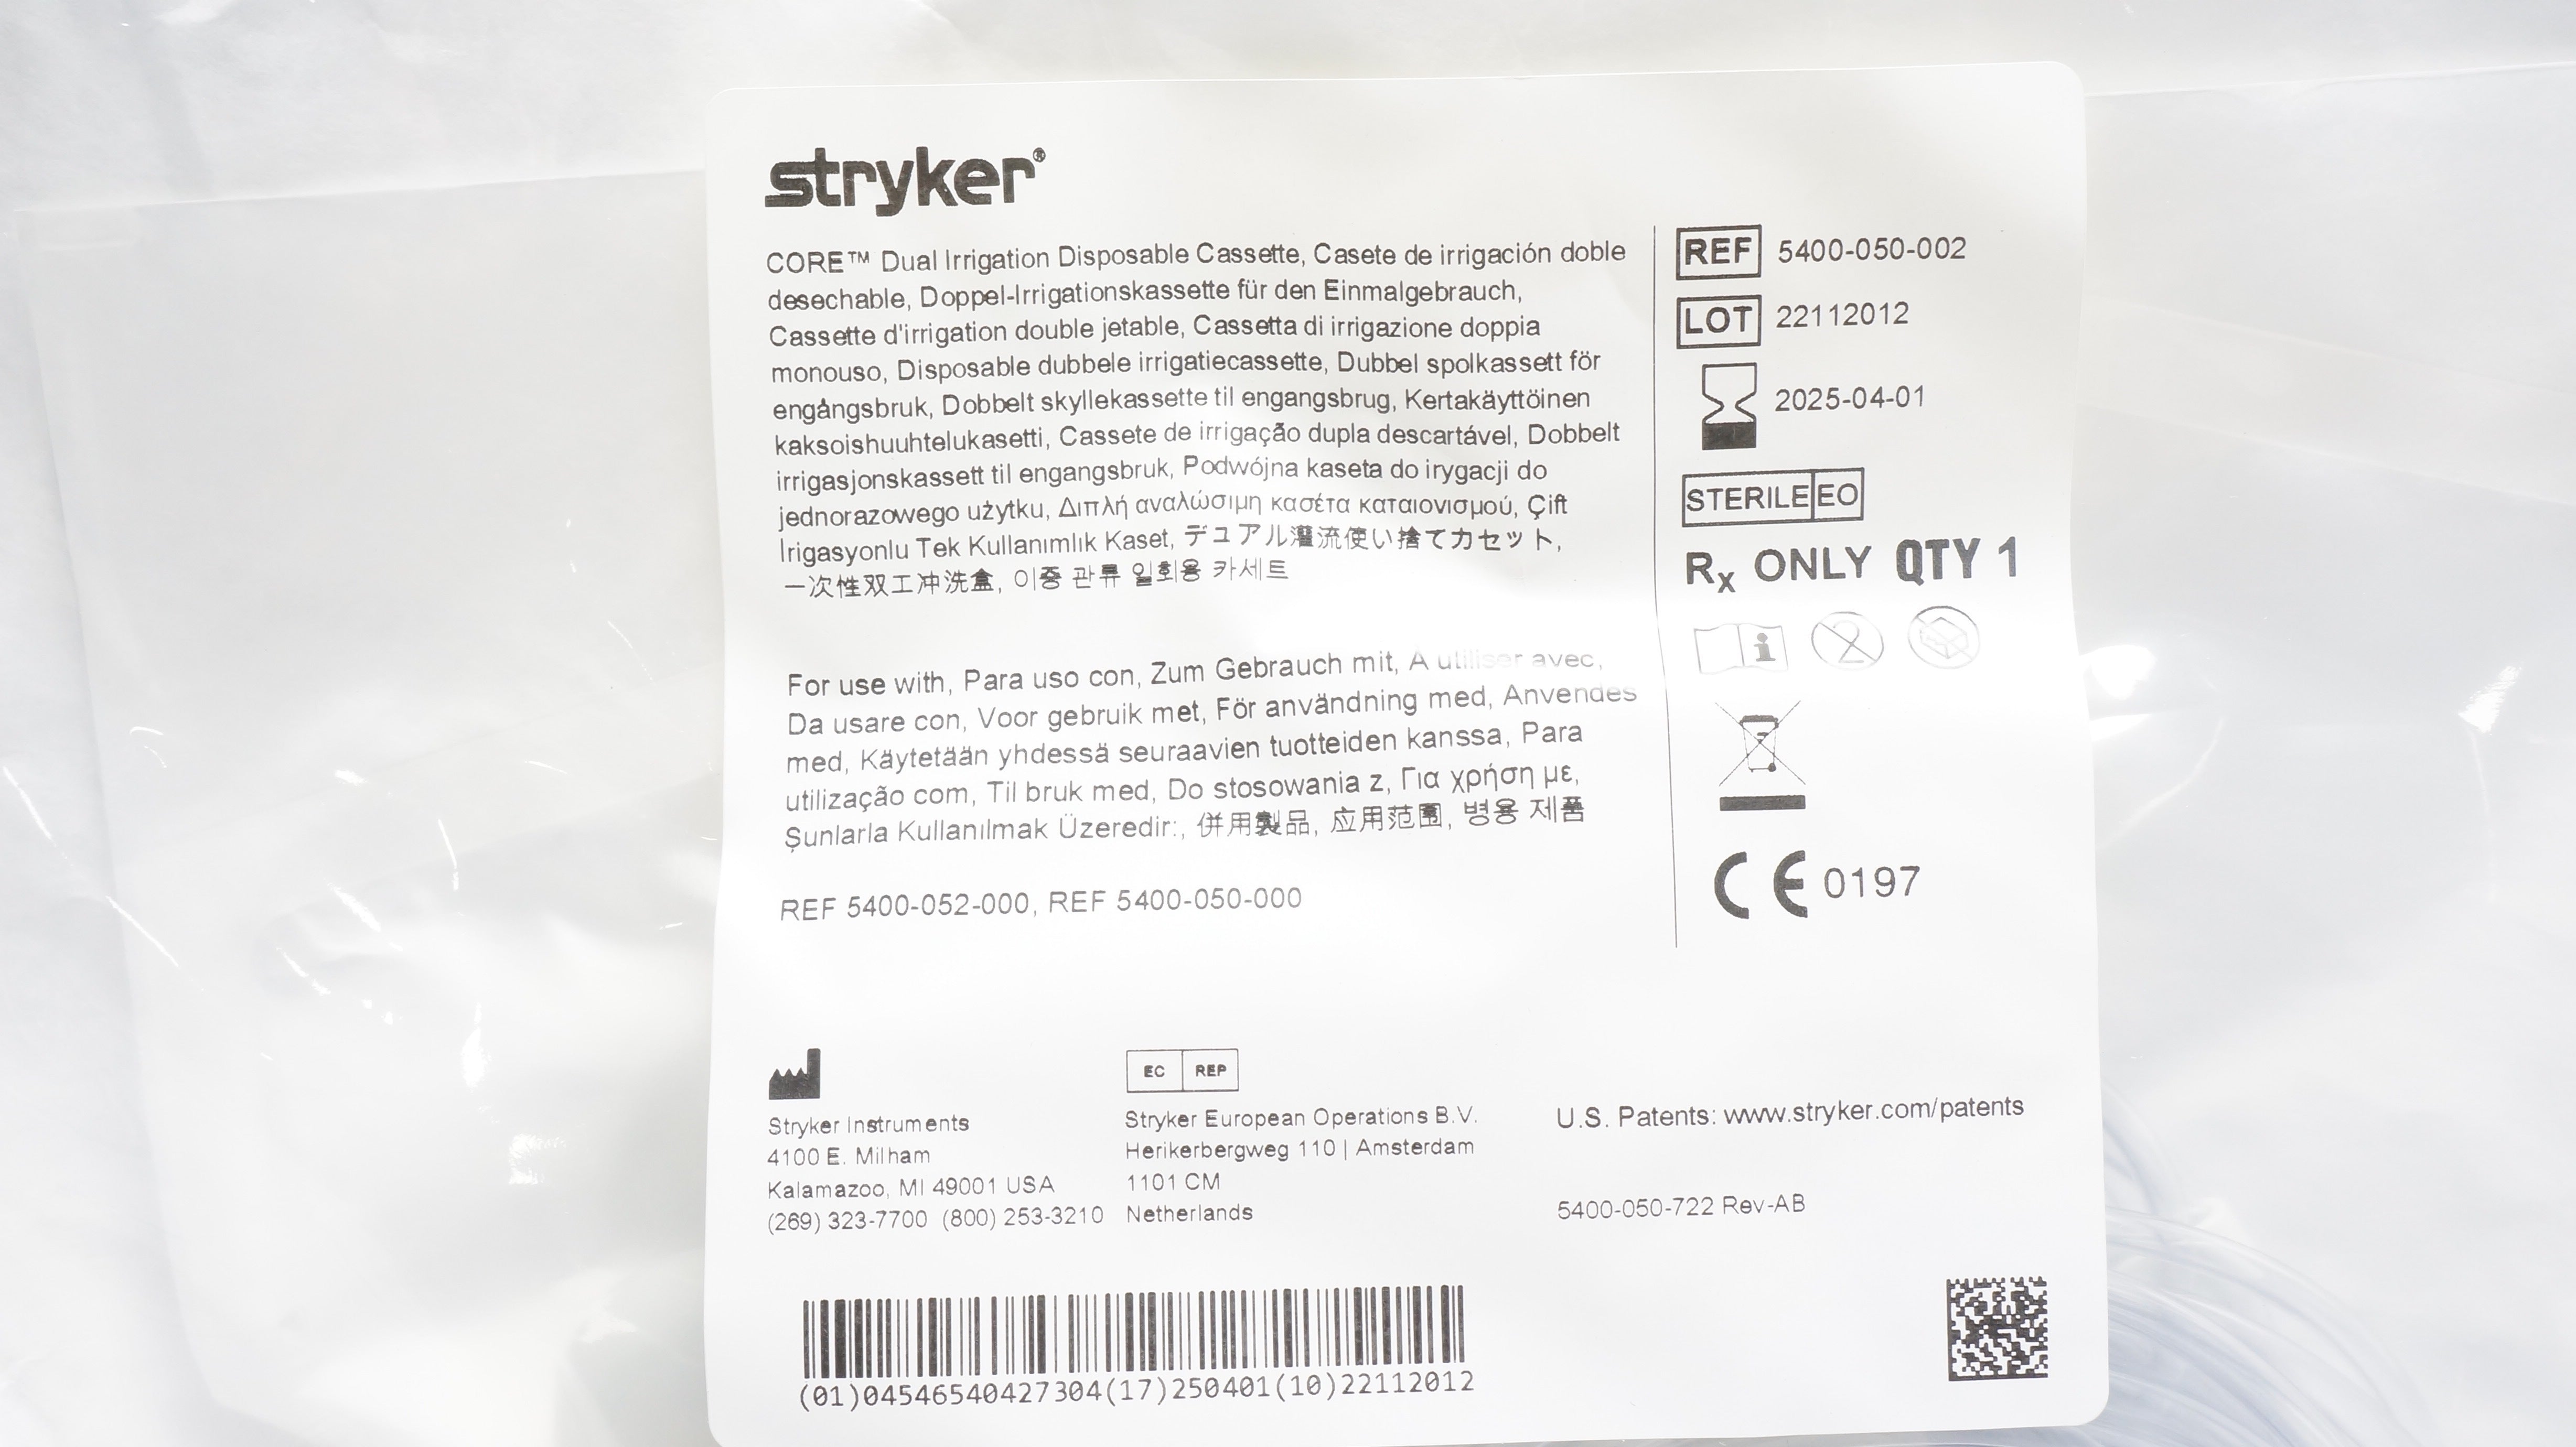 stryker®
CORE™ Dual Irrigation Disposable Cassette, Casete de irrigación doble
desechable, Doppel-Irrigationskassette für den Einmalgebrauch,
Cassette d'irrigation double jetable, Cassetta di irrigazione doppia
monouso, Disposable dubbele irrigatiecassette, Dubbel spolkassett för
engångsbruk, Dobbelt skyllekassette til engangsbrug, Kertakäyttöinen
kaksoishuuhtelukasetti, Cassete de irrigação dupla descartável, Dobbelt
irrigasjonskassett til engangsbruk, Podwójna kaseta do irygacji do
jednorazowego użytku, Διπλή αναλώσιμη κασέτα καταιονισμού, Çift
İrigasyonlu Tek Kullanımlık Kaset, デュアル灌流使い捨てカセット,
一次性双工冲洗盒, 이중 관류 일회용 카세트
For use with, Para uso con, Zum Gebrauch mit, A utiliser avec,
Da usare con, Voor gebruik met, För användning med, Anvendes
med, Käytetään yhdessä seuraavien tuotteiden kanssa, Para
utilização com, Til bruk med, Do stosowania z, Για χρήση με,
Şunlarla Kullanılmak Üzeredir:, 併用製品, 应用范围, 병용 제품
REF 5400-052-000, REF 5400-050-000
REF 5400-050-002
LOT 22112012
2025-04-01
STERILE EO
Rx ONLY QTY 1
i 2
CE 0197
Stryker Instruments
4100 E. Milham
Kalamazoo, MI 49001 USA
(269) 323-7700 (800) 253-3210
EC REP
Stryker European Operations B.V.
Herikerbergweg 110 | Amsterdam
1101 CM
Netherlands
U.S. Patents: www.stryker.com/patents
5400-050-722 Rev-AB
(01)04546540427304(17)250401(10)22112012